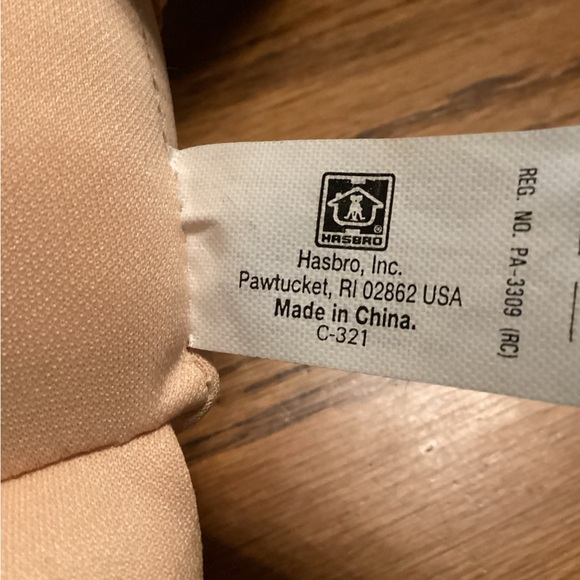 HASBRO®
Hasbro, Inc.
Pawtucket, RI 02862 USA
Made in China.
C-321
REG. NO. PA-3309 (RC)